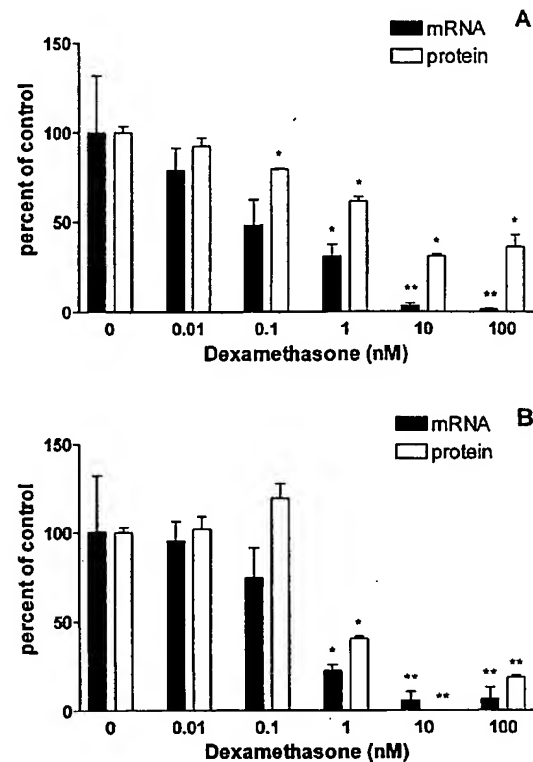 A
mRNA
protein
percent of control
150
100
50
0
* * * * * ** **
0 0.01 0.1 1 10 100
Dexamethasone (nM)
B
mRNA
protein
percent of control
150
100
50
0
* * ** ** ** **
0 0.01 0.1 1 10 100
Dexamethasone (nM)